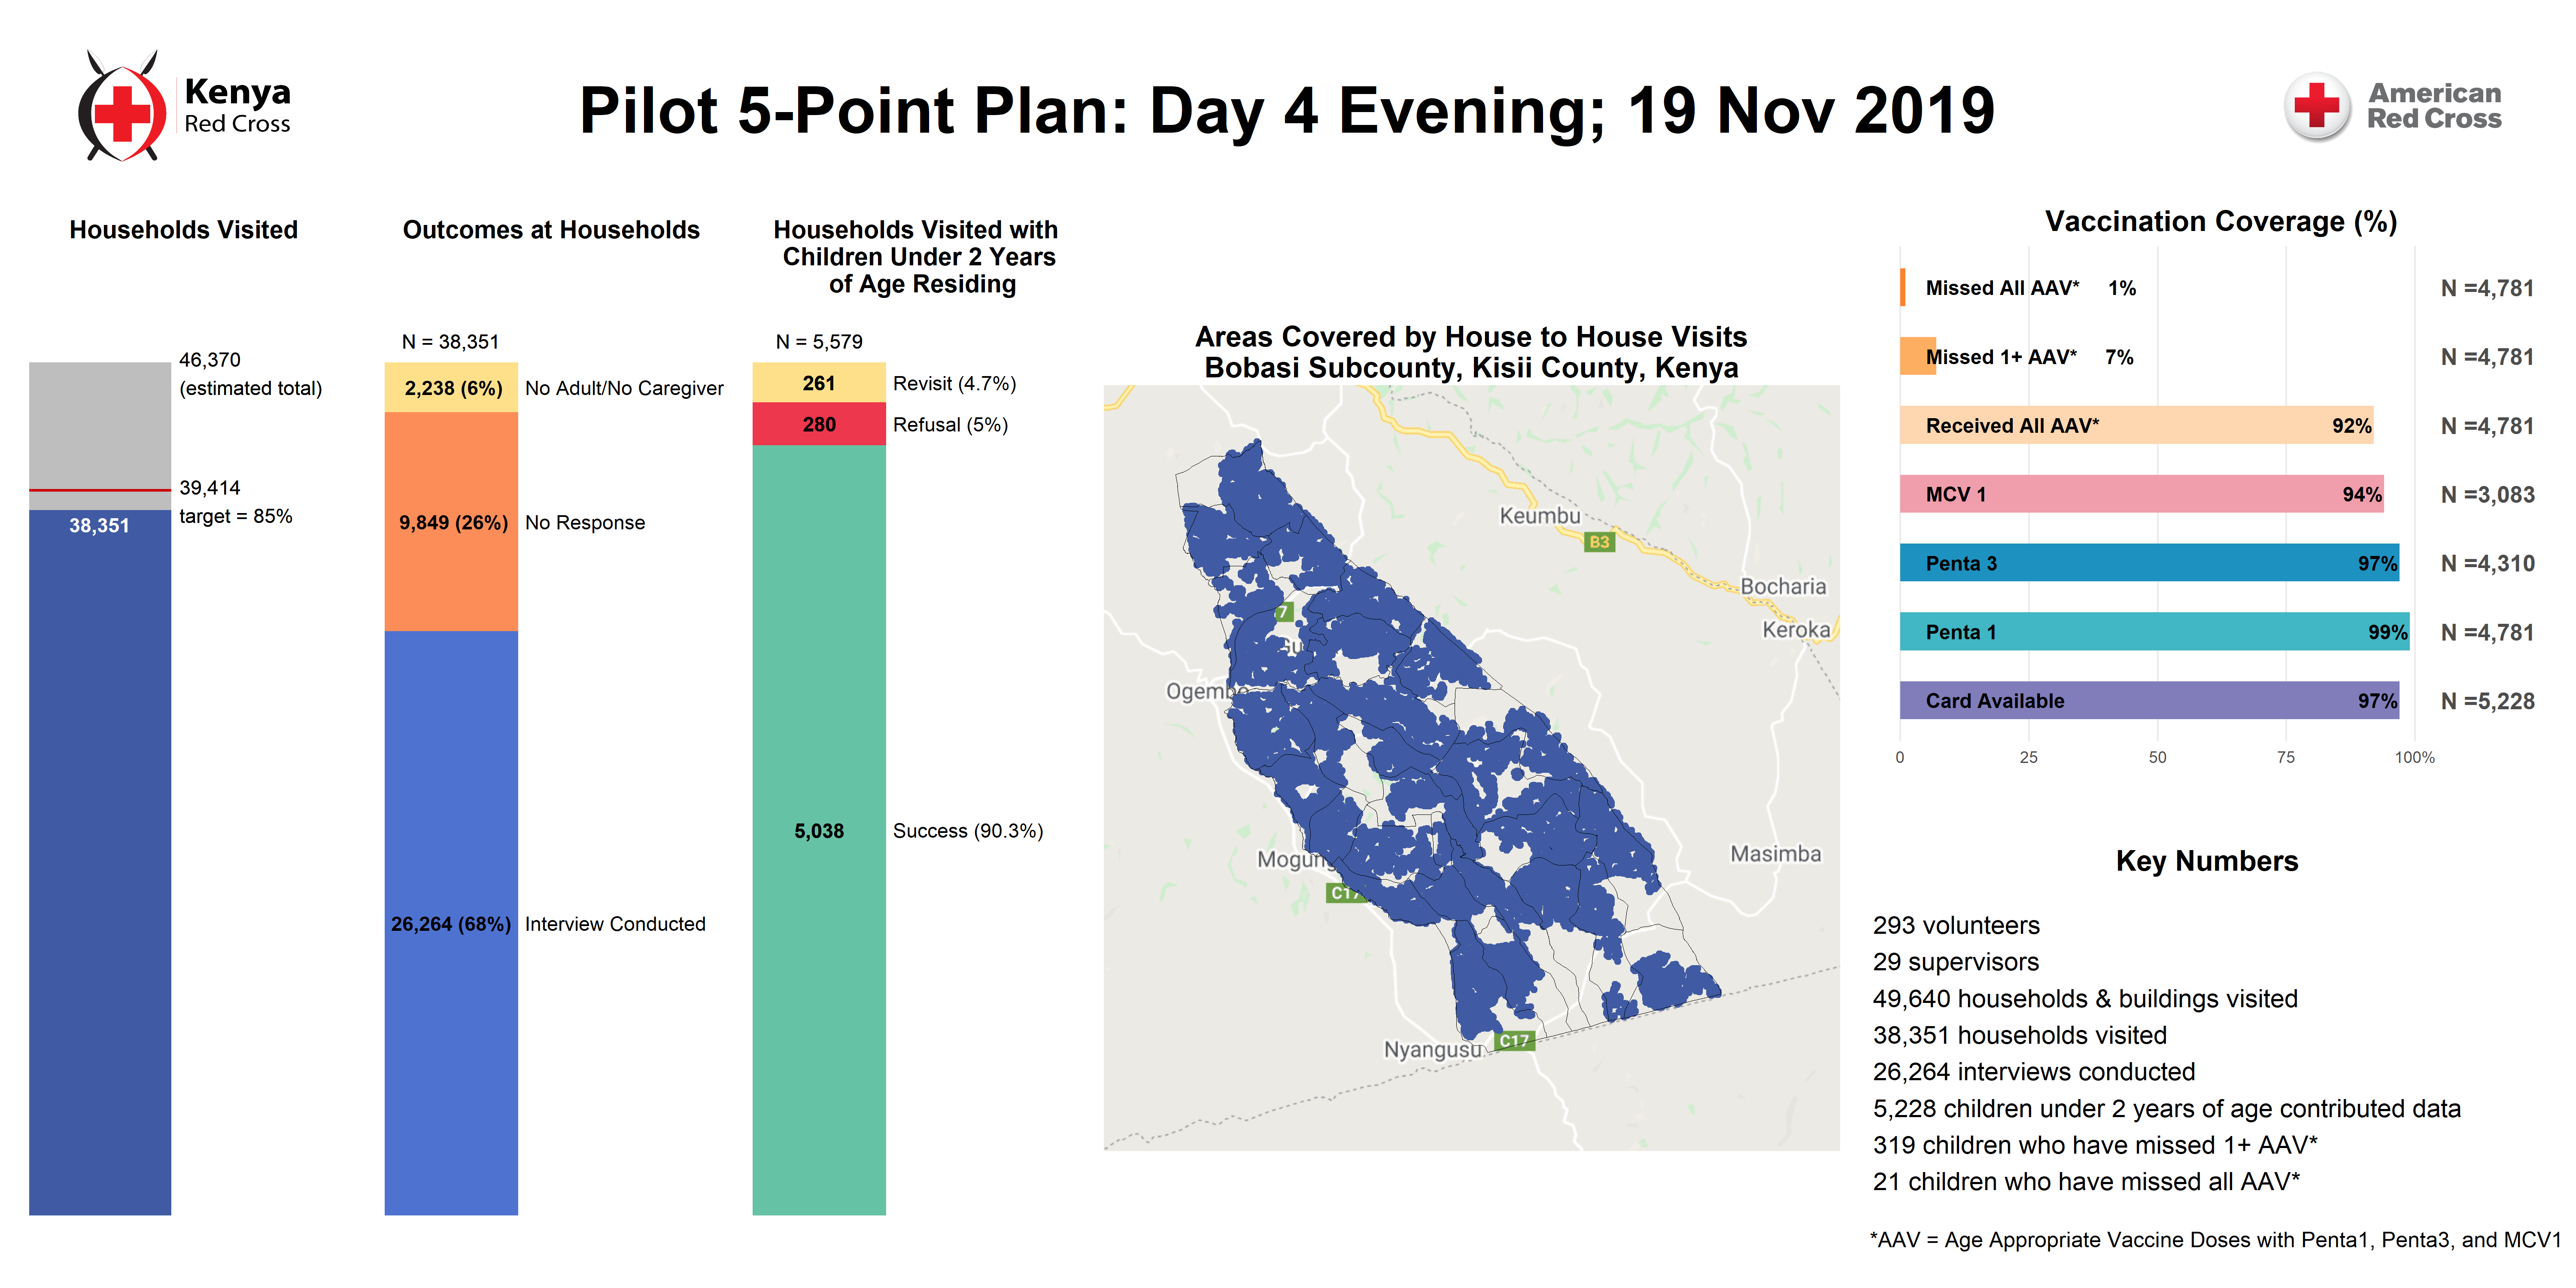 Kenya
Red Cross
Pilot 5-Point Plan: Day 4 Evening; 19 Nov 2019
American
Red Cross
Households Visited
46,370
(estimated total)
39,414
target = 85%
38,351
Outcomes at Households
N = 38,351
2,238 (6%) No Adult/No Caregiver
9,849 (26%) No Response
26,264 (68%) Interview Conducted
Households Visited with
Children Under 2 Years
of Age Residing
N = 5,579
261 Revisit (4.7%)
280 Refusal (5%)
5,038 Success (90.3%)
Areas Covered by House to House Visits
Bobasi Subcounty, Kisii County, Kenya
Keumbu
B3
Bocharia
7
Keroka
Masimba
C17
Nyangusu
C17
Vaccination Coverage (%)
Missed All AAV* 1% N =4,781
Missed 1+ AAV* 7% N =4,781
Received All AAV* 92% N =4,781
MCV 1 94% N =3,083
Penta 3 97% N =4,310
Penta 1 99% N =4,781
Card Available 97% N =5,228
0 25 50 75 100%
Key Numbers
293 volunteers
29 supervisors
49,640 households & buildings visited
38,351 households visited
26,264 interviews conducted
5,228 children under 2 years of age contributed data
319 children who have missed 1+ AAV*
21 children who have missed all AAV*
*AAV = Age Appropriate Vaccine Doses with Penta1, Penta3, and MCV1